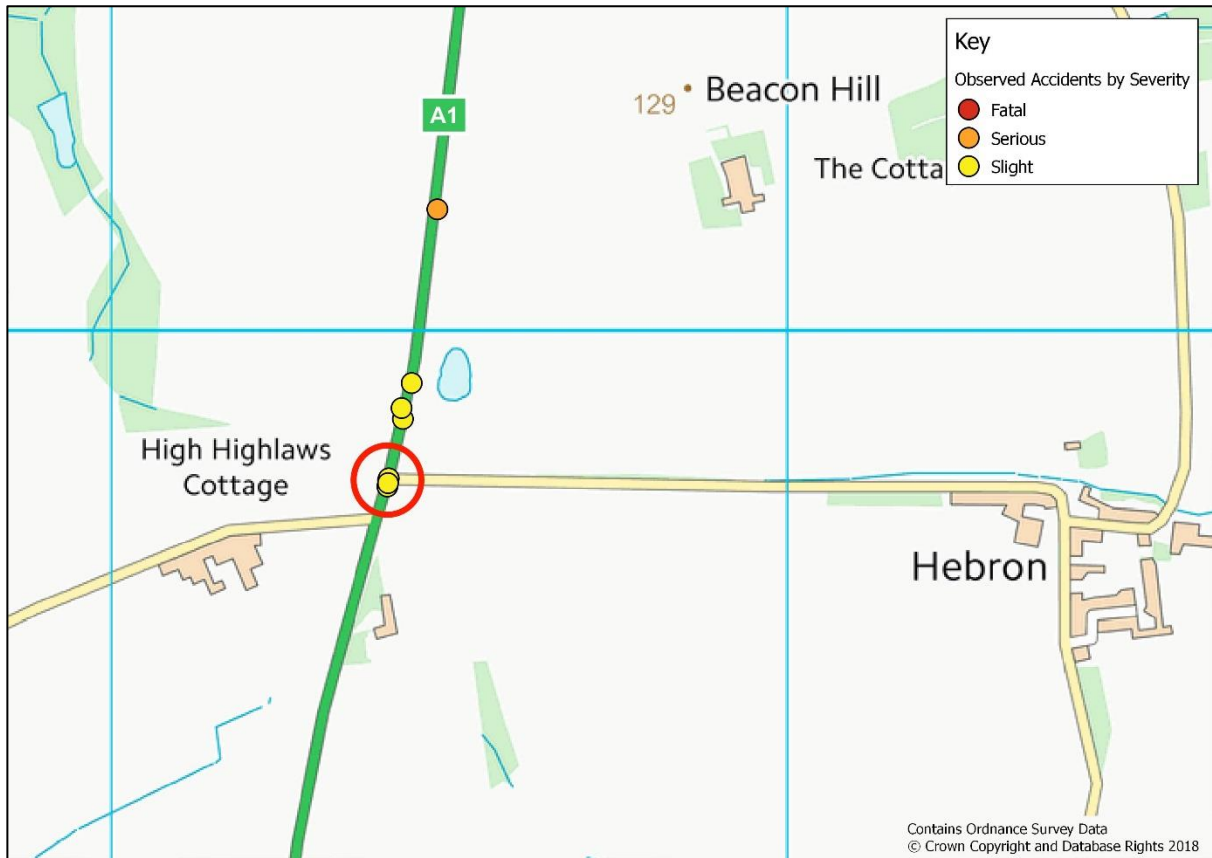 Key
Observed Accidents by Severity
Fatal
Serious
Slight
A1
129
Beacon Hill
The Cotta
High Highlaws
Cottage
Hebron
Contains Ordnance Survey Data
© Crown Copyright and Database Rights 2018